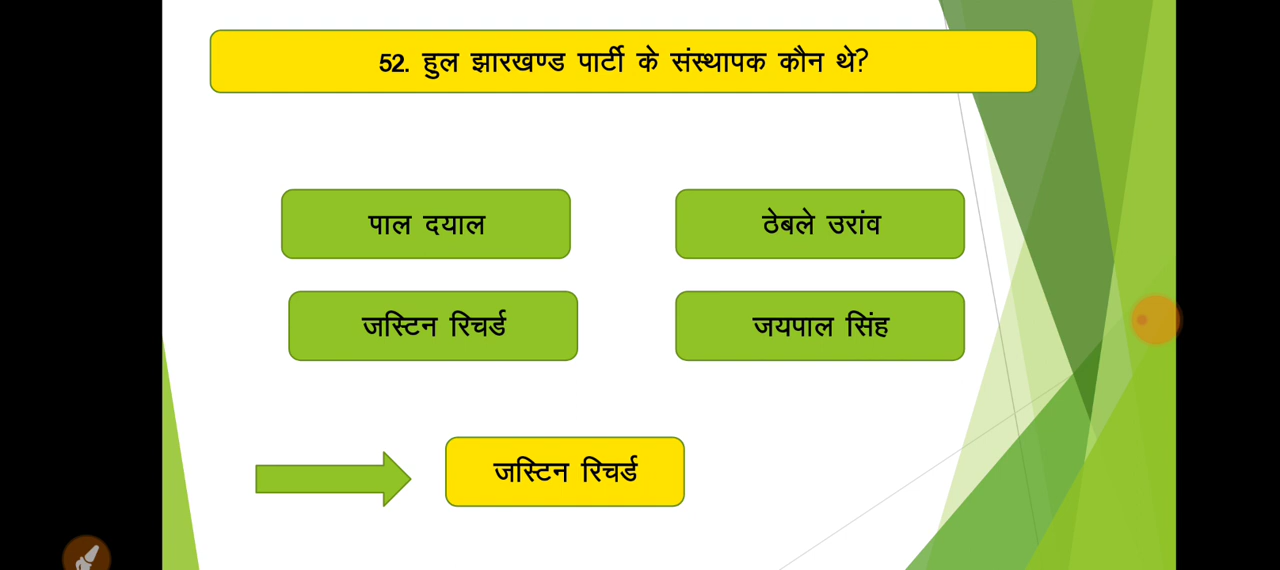 52. हुल झारखण्ड पार्टी के संस्थापक कौन थे?
पाल दयाल
ठेबले उरांव
जस्टिन रिचर्ड
जयपाल सिंह
जस्टिन रिचर्ड